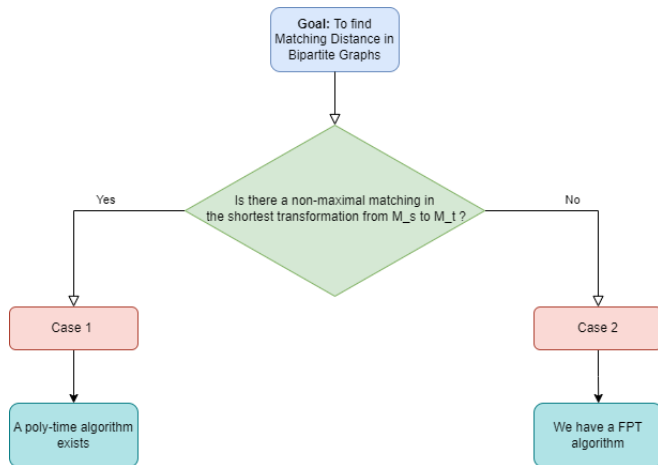 Goal: To find
Matching Distance in
Bipartite Graphs
Is there a non-maximal matching in
the shortest transformation from M_s to M_t ?
Yes
No
Case 1
Case 2
A poly-time algorithm
exists
We have a FPT
algorithm